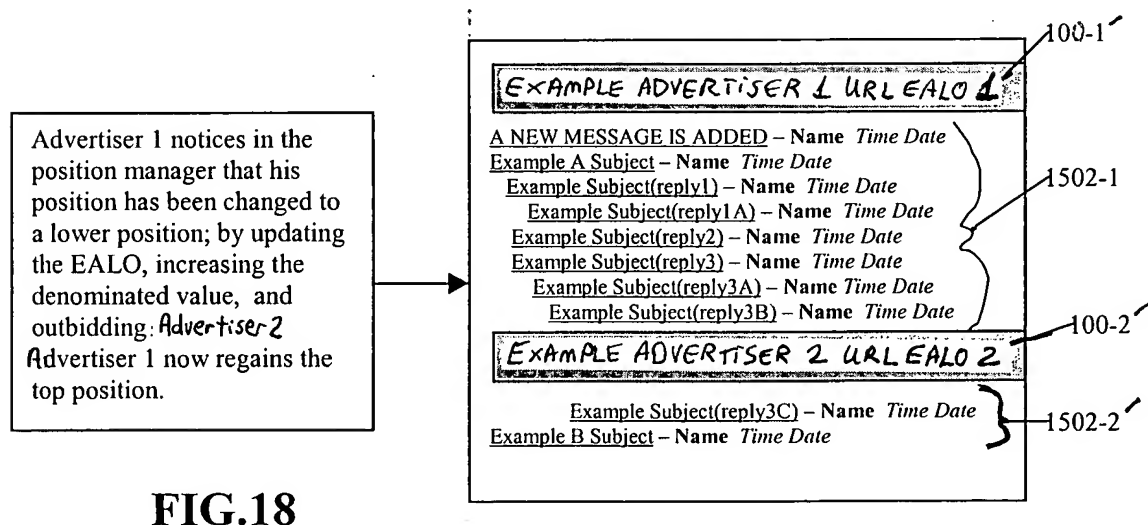 Advertiser 1 notices in the
position manager that his
position has been changed to
a lower position; by updating
the EALO, increasing the
denominated value, and
outbidding: Advertiser 2
Advertiser 1 now regains the
top position.
100-1
EXAMPLE ADVERTISER 1 URL EALO 1
A NEW MESSAGE IS ADDED – Name Time Date
Example A Subject – Name Time Date
Example Subject(reply1) – Name Time Date
Example Subject(reply1A) – Name Time Date
Example Subject(reply2) – Name Time Date
Example Subject(reply3) – Name Time Date
Example Subject(reply3A) – Name Time Date
Example Subject(reply3B) – Name Time Date
1502-1
100-2
EXAMPLE ADVERTISER 2 URL EALO 2
Example Subject(reply3C) – Name Time Date
Example B Subject – Name Time Date
1502-2
FIG.18